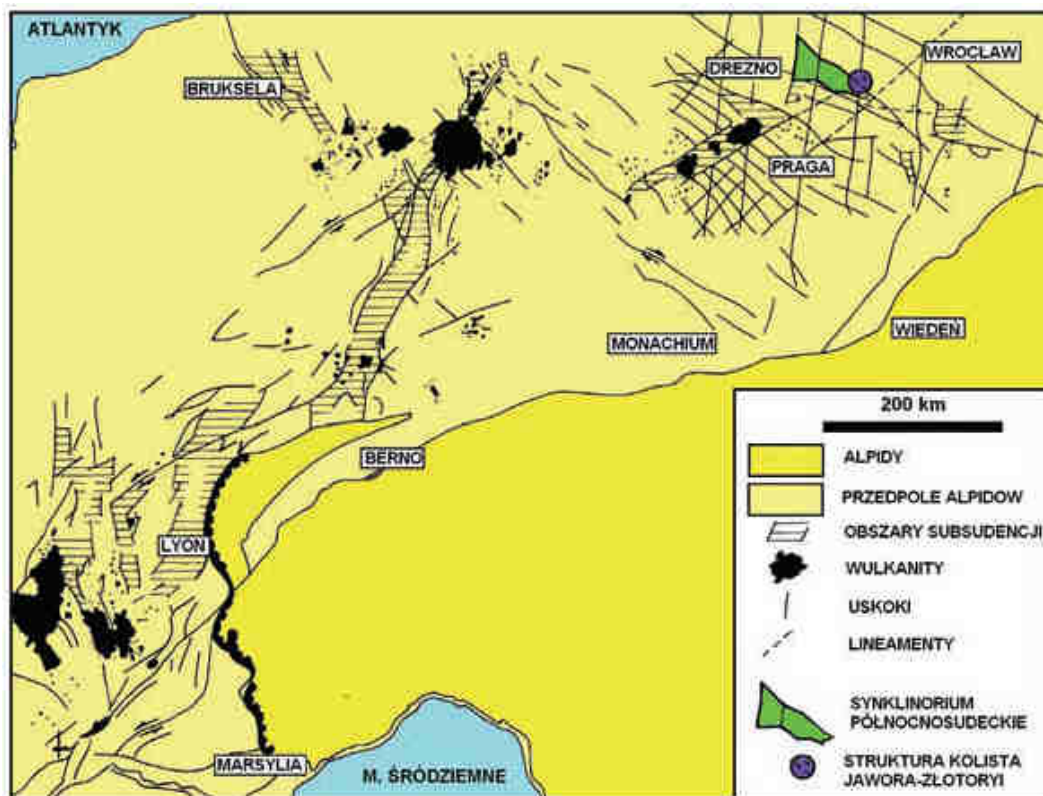 ATLANTYK
BRUKSELA
DREZNO
WROCŁAW
PRAGA
MONACHIUM
WIEDEŃ
BERNO
LYON
MARSYLIA
M. ŚRÓDZIEMNE
200 km
ALPIDY
PRZEDPOLE ALPIDOW
OBSZARY SUBSUDENCJI
WULKANITY
USKOKI
LINEAMENTY
SYNKLINORIUM
PÓŁNOCNOSUDECKIE
STRUKTURA KOLISTA
JAWORA-ZŁOTORYI